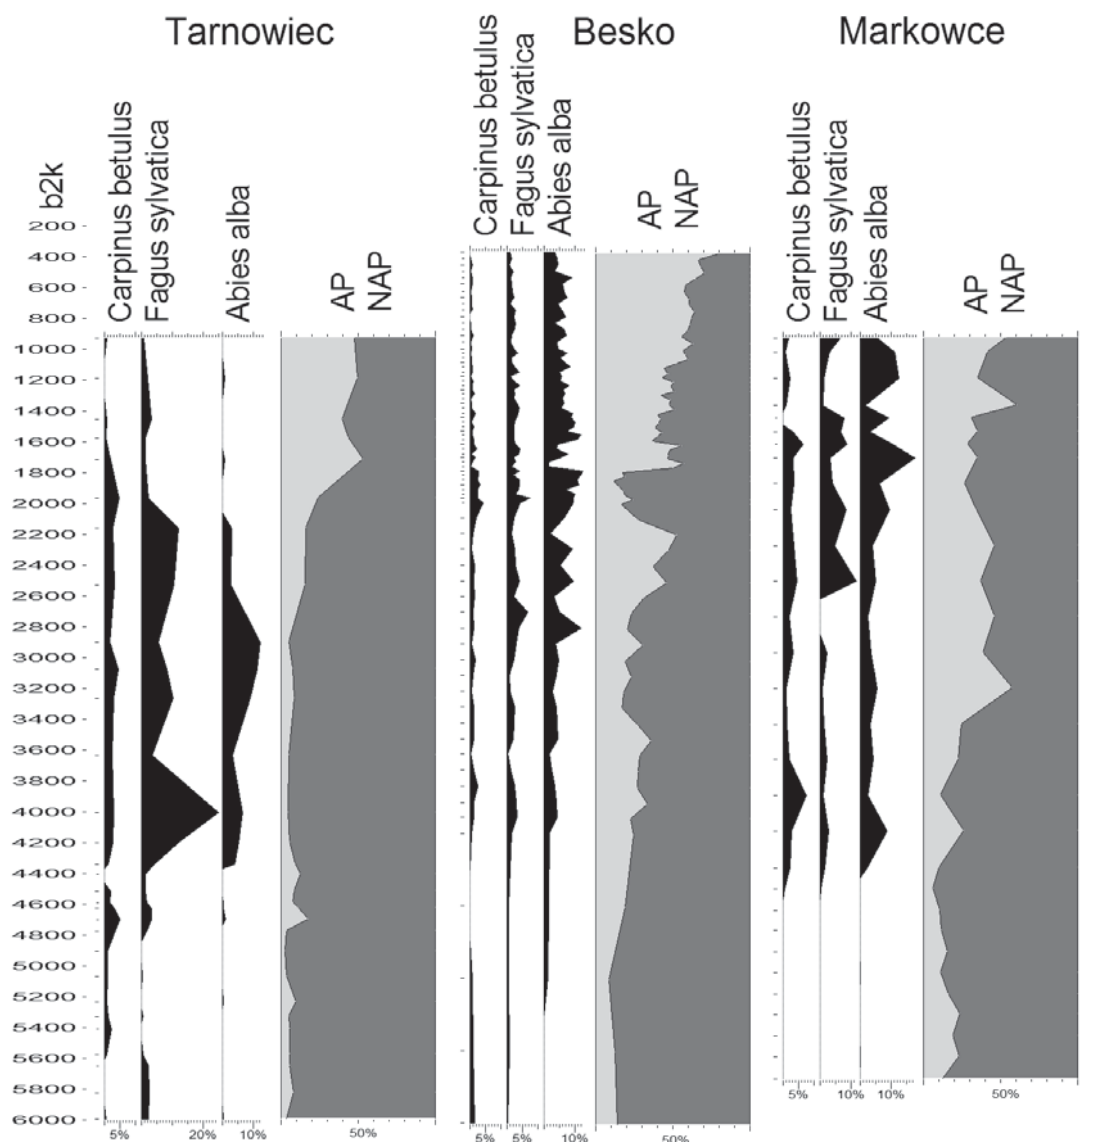 Tarnowiec
Besko
Markowce
b2k
Carpinus betulus
Fagus sylvatica
Abies alba
AP
NAP
Carpinus betulus
Fagus sylvatica
Abies alba
AP
NAP
Carpinus betulus
Fagus sylvatica
Abies alba
AP
NAP
200
400
600
800
1000
1200
1400
1600
1800
2000
2200
2400
2600
2800
3000
3200
3400
3600
3800
4000
4200
4400
4600
4800
5000
5200
5400
5600
5800
6000
5% 20% 10% 50%
5% 5% 10% 50%
5% 10% 10% 50%